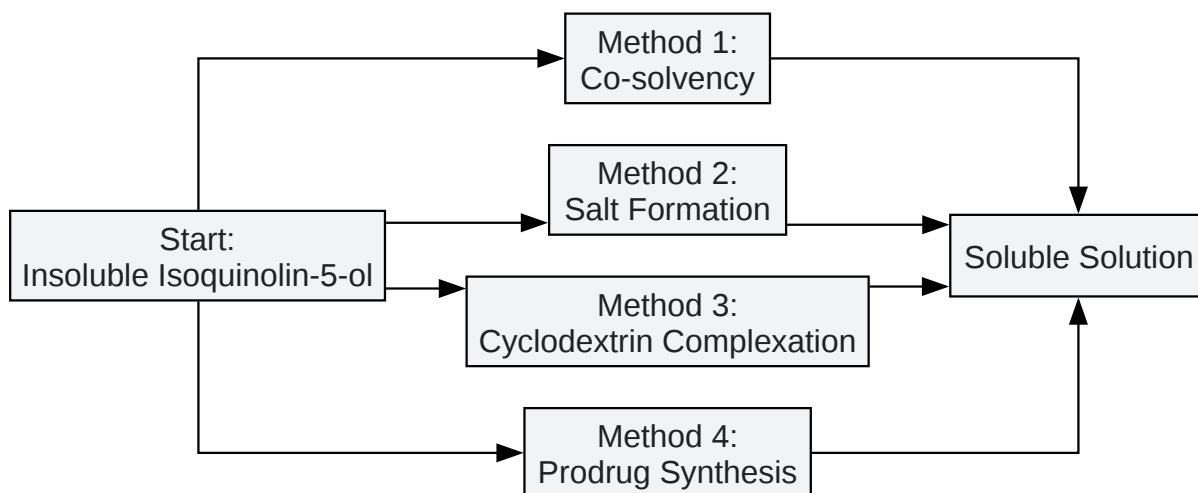 Method 1:
Co-solvency
Method 2:
Salt Formation
Start:
Insoluble Isoquinolin-5-ol
Soluble Solution
Method 3:
Cyclodextrin Complexation
Method 4:
Prodrug Synthesis